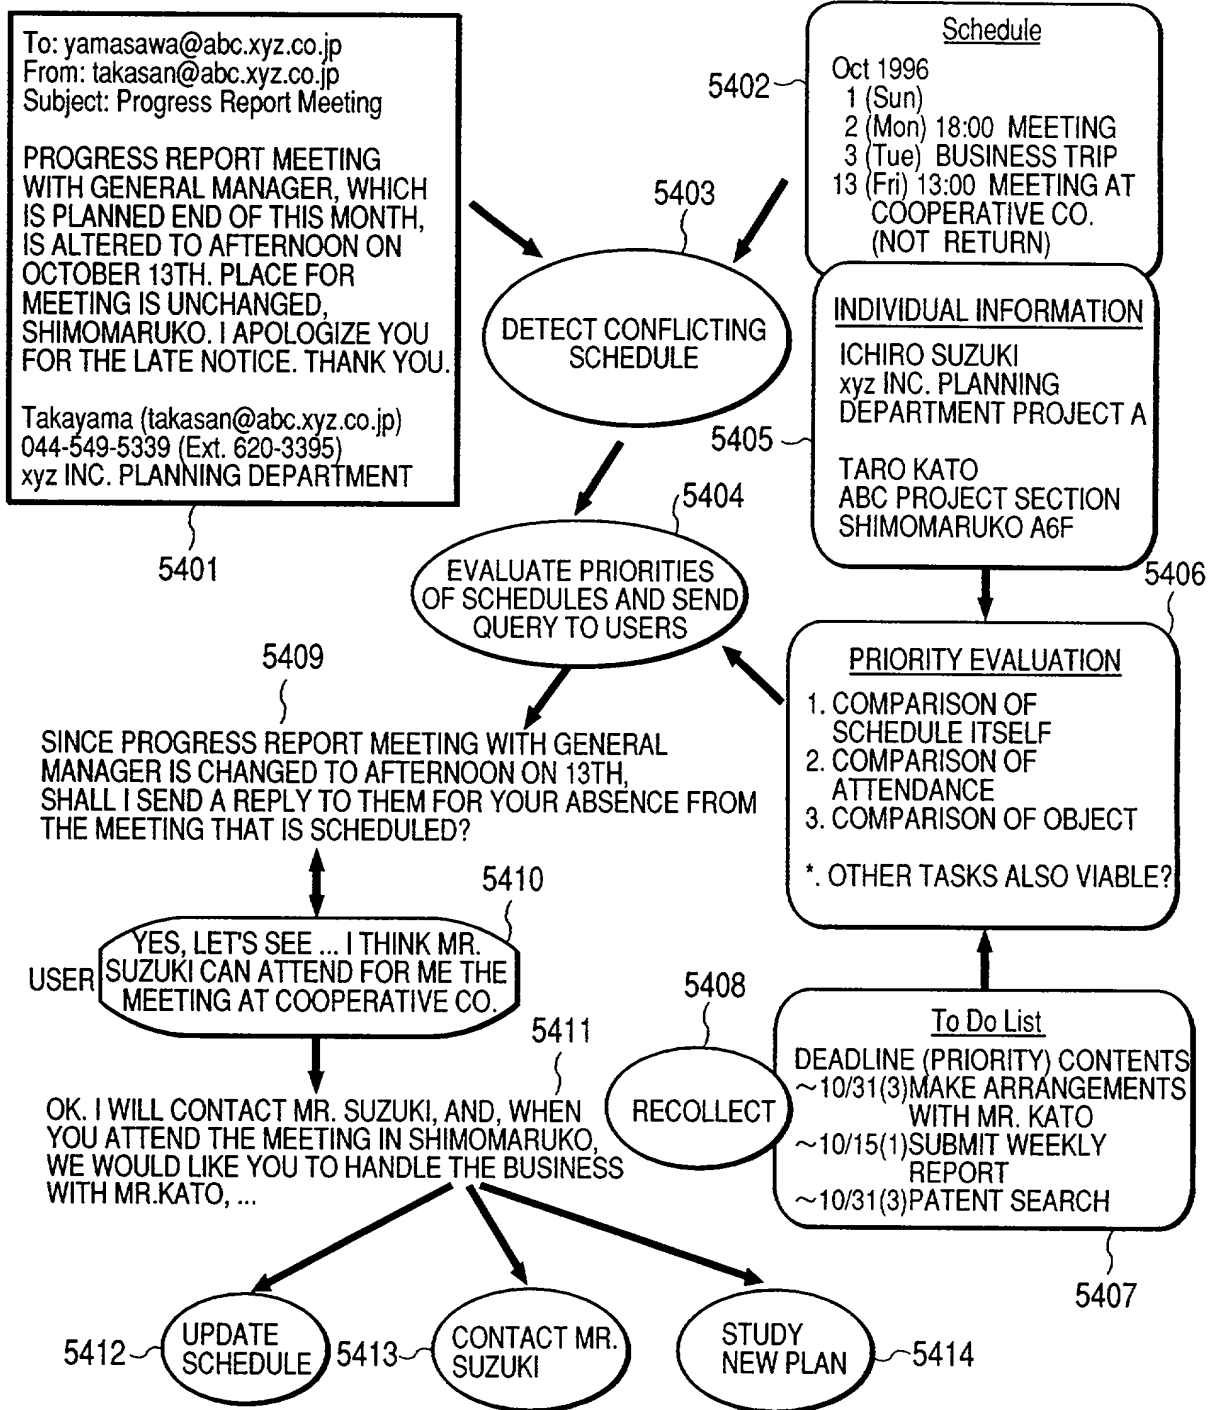 To: yamasawa@abc.xyz.co.jp
From: takasan@abc.xyz.co.jp
Subject: Progress Report Meeting
PROGRESS REPORT MEETING
WITH GENERAL MANAGER, WHICH
IS PLANNED END OF THIS MONTH,
IS ALTERED TO AFTERNOON ON
OCTOBER 13TH. PLACE FOR
MEETING IS UNCHANGED,
SHIMOMARUKO. I APOLOGIZE YOU
FOR THE LATE NOTICE. THANK YOU.
Takayama (takasan@abc.xyz.co.jp)
044-549-5339 (Ext. 620-3395)
xyz INC. PLANNING DEPARTMENT
5401
Schedule
Oct 1996
1 (Sun)
2 (Mon) 18:00 MEETING
3 (Tue) BUSINESS TRIP
13 (Fri) 13:00 MEETING AT
COOPERATIVE CO.
(NOT RETURN)
5402
5403
DETECT CONFLICTING
SCHEDULE
INDIVIDUAL INFORMATION
ICHIRO SUZUKI
xyz INC. PLANNING
DEPARTMENT PROJECT A
TARO KATO
ABC PROJECT SECTION
SHIMOMARUKO A6F
5405
5404
EVALUATE PRIORITIES
OF SCHEDULES AND SEND
QUERY TO USERS
5406
PRIORITY EVALUATION
1. COMPARISON OF
SCHEDULE ITSELF
2. COMPARISON OF
ATTENDANCE
3. COMPARISON OF OBJECT
*. OTHER TASKS ALSO VIABLE?
5409
SINCE PROGRESS REPORT MEETING WITH GENERAL
MANAGER IS CHANGED TO AFTERNOON ON 13TH,
SHALL I SEND A REPLY TO THEM FOR YOUR ABSENCE FROM
THE MEETING THAT IS SCHEDULED?
5410
USER
YES, LET'S SEE ... I THINK MR.
SUZUKI CAN ATTEND FOR ME THE
MEETING AT COOPERATIVE CO.
5408
RECOLLECT
To Do List
DEADLINE (PRIORITY) CONTENTS
~10/31(3)MAKE ARRANGEMENTS
WITH MR. KATO
~10/15(1)SUBMIT WEEKLY
REPORT
~10/31(3)PATENT SEARCH
5407
5411
OK. I WILL CONTACT MR. SUZUKI, AND, WHEN
YOU ATTEND THE MEETING IN SHIMOMARUKO,
WE WOULD LIKE YOU TO HANDLE THE BUSINESS
WITH MR.KATO, ...
5412
UPDATE
SCHEDULE
5413
CONTACT MR.
SUZUKI
STUDY
NEW PLAN
5414